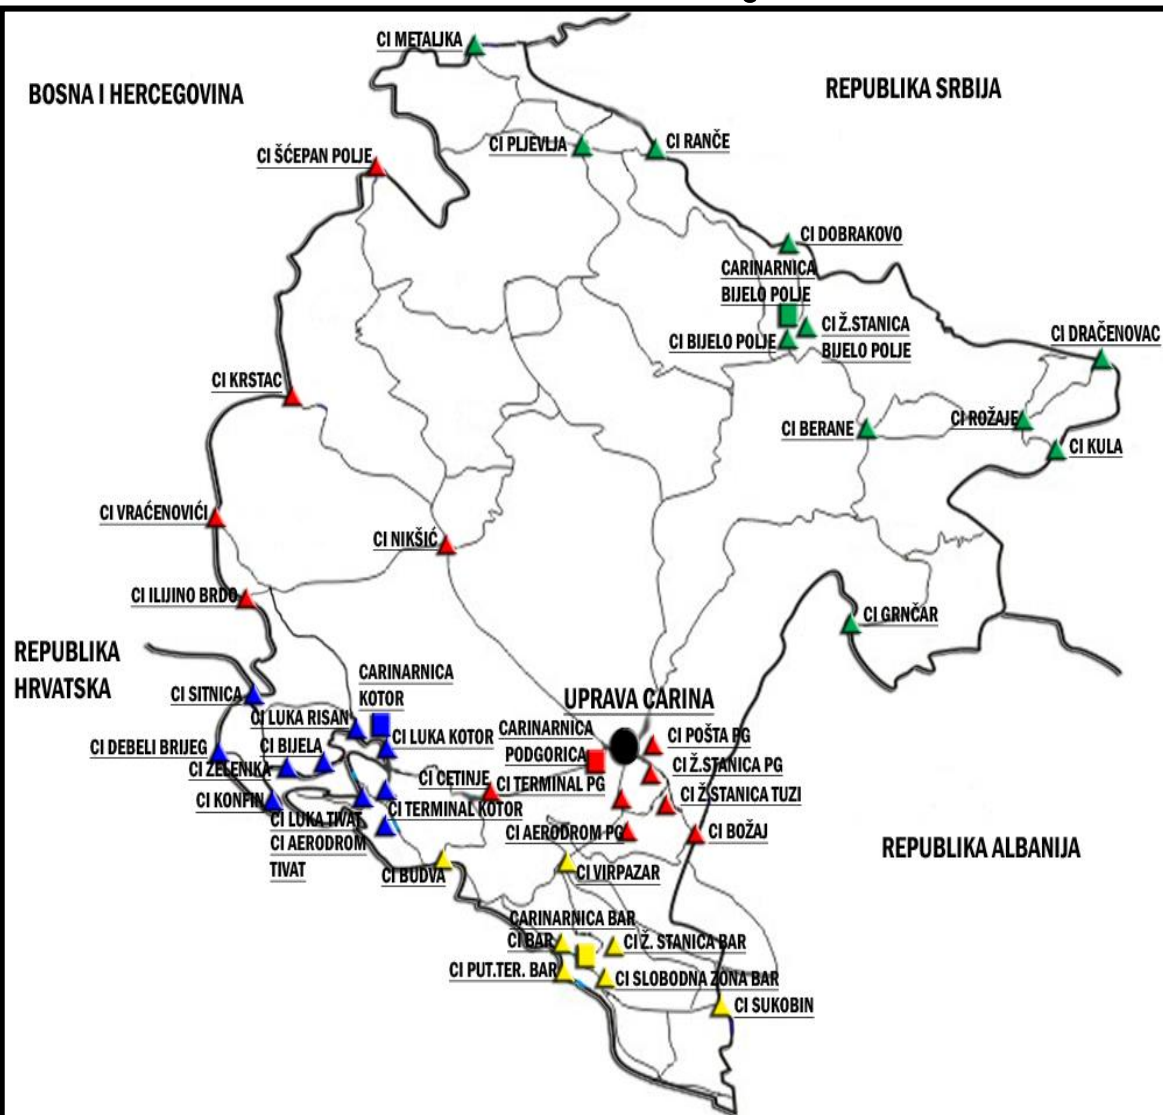 CI METALJKA
BOSNA I HERCEGOVINA
REPUBLIKA SRBIJA
CI PLJEVLJA
CI RANČE
CI ŠĆEPAN POLJE
CI DOBRAKOVO
CARINARNICA
BIJELO POLJE
CI Ž.STANICA
BIJELO POLJE
CI BIJELO POLJE
CI DRAČENOVAC
CI KRSTAC
CI BERANE
CI ROŽAJE
CI KULA
CI VRAĆENOVIĆI
CI NIKŠIĆ
CI ILIJINO BRDO
CI GRNČAR
REPUBLIKA
HRVATSKA
CI SITNICA
CARINARNICA
KOTOR
UPRAVA CARINA
CI LUKA RISAN
CI LUKA KOTOR
CARINARNICA
PODGORICA
CI POŠTA PG
CI DEBELI BRIJEG
CI BIJELA
CI ZELENIKA
CI CETINJE
CI TERMINAL PG
CI Ž.STANICA PG
CI KONFIN
CI LUKA TIVAT
CI TERMINAL KOTOR
CI Ž.STANICA TUZI
CI AERODROM
TIVAT
CI AERODROM PG
CI BOŽAJ
REPUBLIKA ALBANIJA
CI BUDVA
CI VIRPAZAR
CARINARNICA BAR
CI BAR
CI Ž. STANICA BAR
CI PUT.TER. BAR
CI SLOBODNA ZONA BAR
CI SUKOBIN